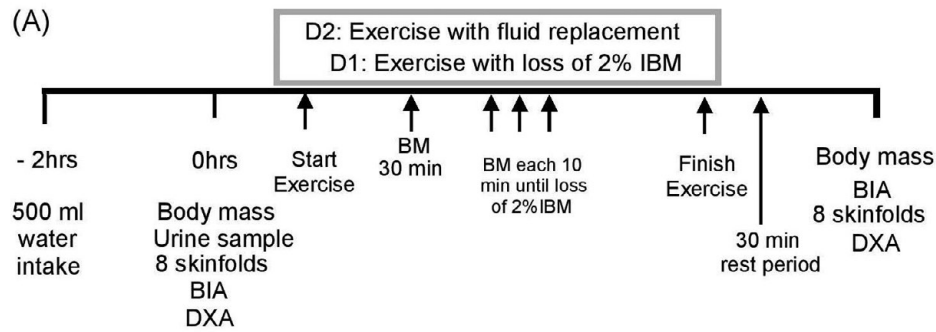 (A)
D2: Exercise with fluid replacement
D1: Exercise with loss of 2% IBM
- 2hrs
500 ml
water
intake
0hrs
Body mass
Urine sample
8 skinfolds
BIA
DXA
Start
Exercise
BM
30 min
BM each 10
min until loss
of 2%IBM
Finish
Exercise
30 min
rest period
Body mass
BIA
8 skinfolds
DXA